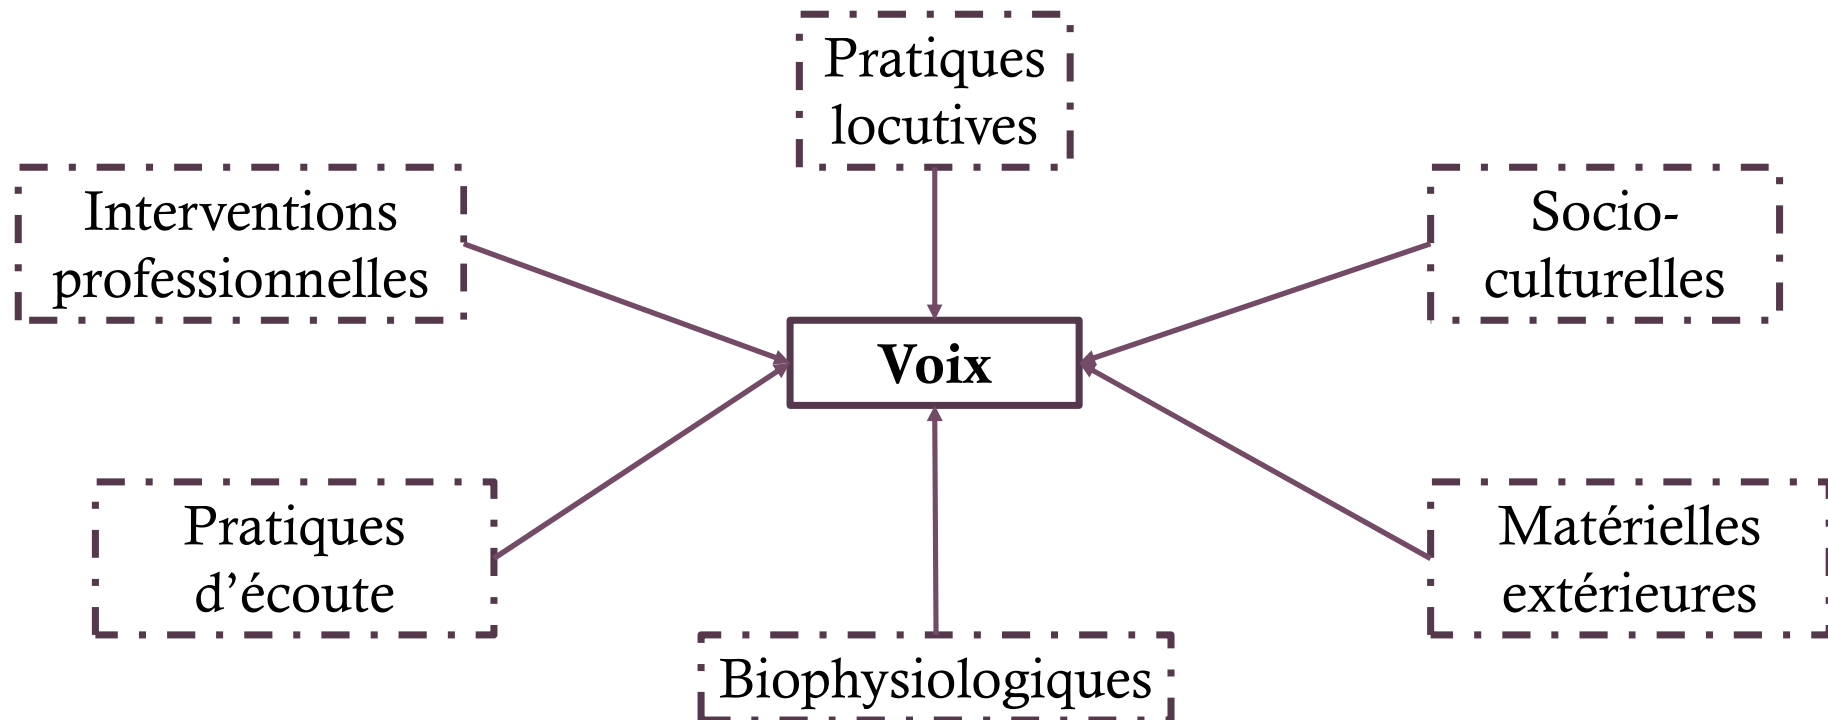 Pratiques
locutives
Interventions
professionnelles
Socio-
culturelles
Voix
Pratiques
d’écoute
Matérielles
extérieures
Biophysiologiques